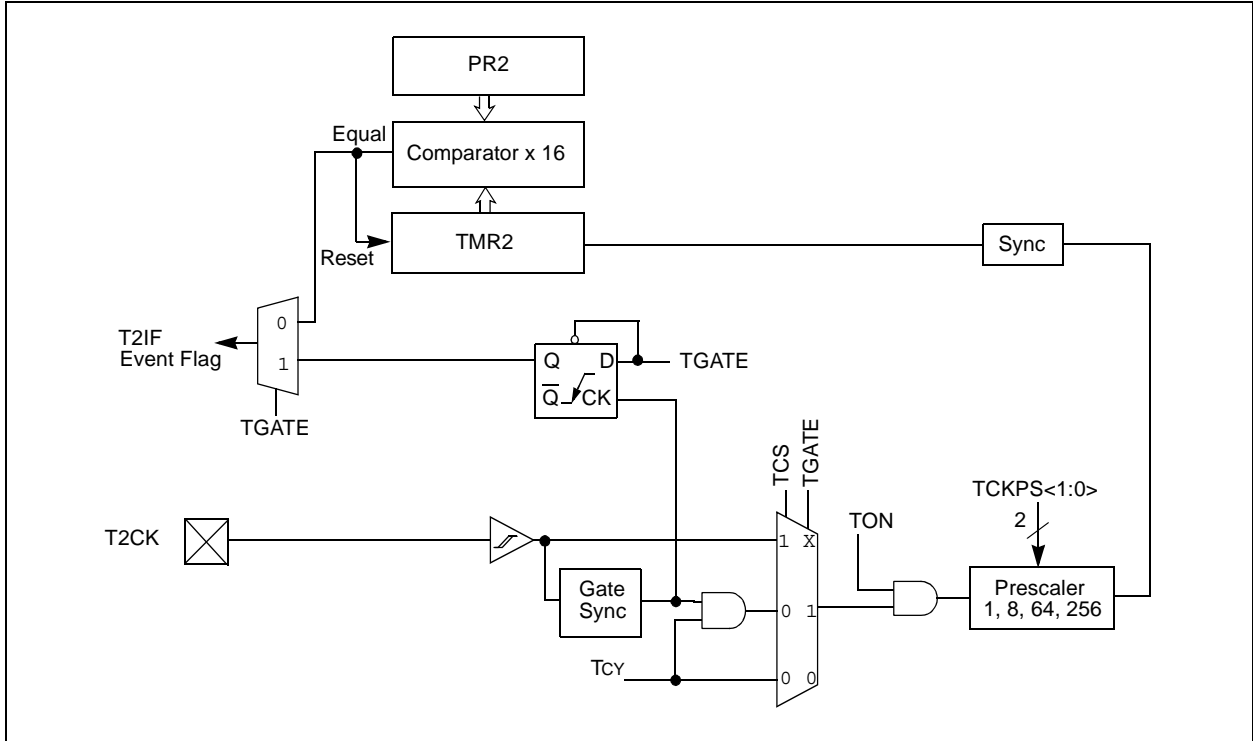 PR2
Equal
Comparator x 16
Reset
TMR2
Sync
0
T2IF
Event Flag
1
Q
D
TGATE
Q̅
CK
TGATE
TCS
TGATE
TCKPS<1:0>
2
TON
T2CK
1 X
Prescaler
1, 8, 64, 256
Gate
Sync
0 1
TCY
0 0